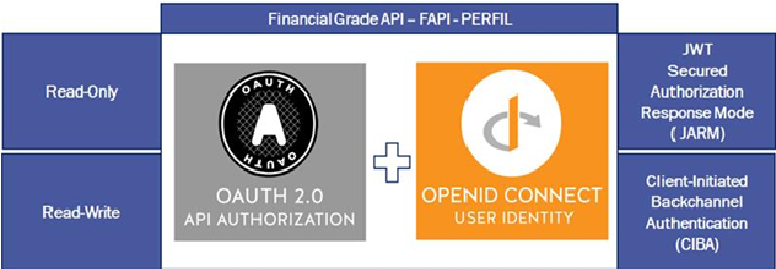 Financial Grade API – FAPI - PERFIL
Read-Only
Read-Write
OAUTH
A
OAUTH
OAUTH 2.0
API AUTHORIZATION
OPENID CONNECT
USER IDENTITY
JWT
Secured
Authorization
Response Mode
( JARM)
Client-Initiated
Backchannel
Authentication
(CIBA)